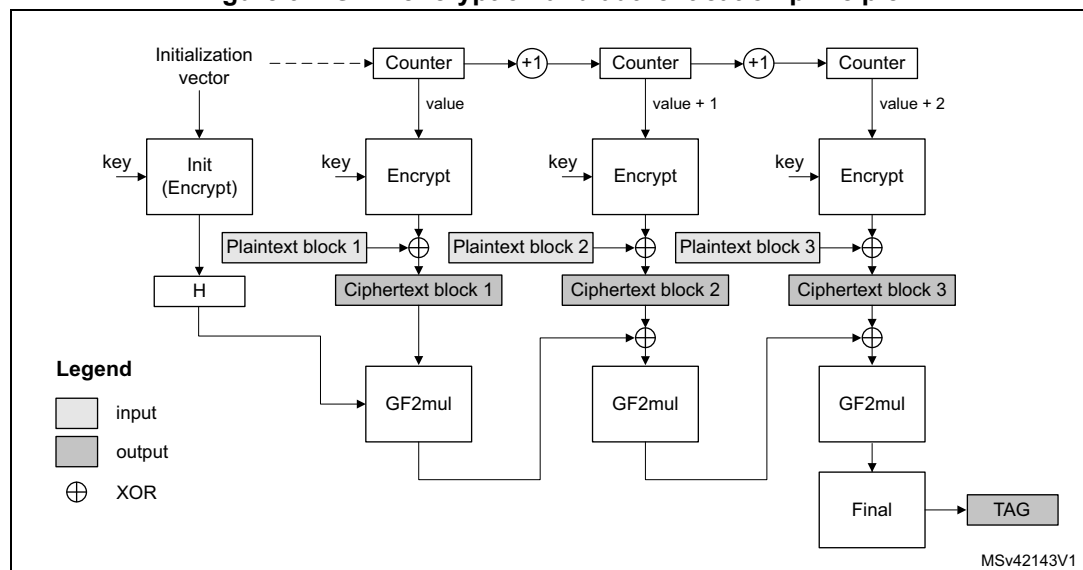 Initialization
vector
Counter
+1
Counter
+1
Counter
value
value + 1
value + 2
key
Init
(Encrypt)
key
Encrypt
key
Encrypt
key
Encrypt
Plaintext block 1
Plaintext block 2
Plaintext block 3
H
Ciphertext block 1
Ciphertext block 2
Ciphertext block 3
Legend
input
output
XOR
GF2mul
GF2mul
GF2mul
Final
TAG
MSv42143V1